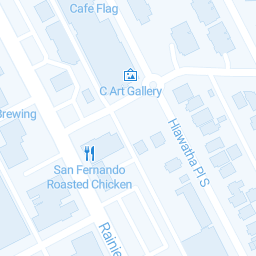 Cafe Flag
C Art Gallery
Brewing
Hiawatha Pl S
San Fernando
Roasted Chicken
Rainie